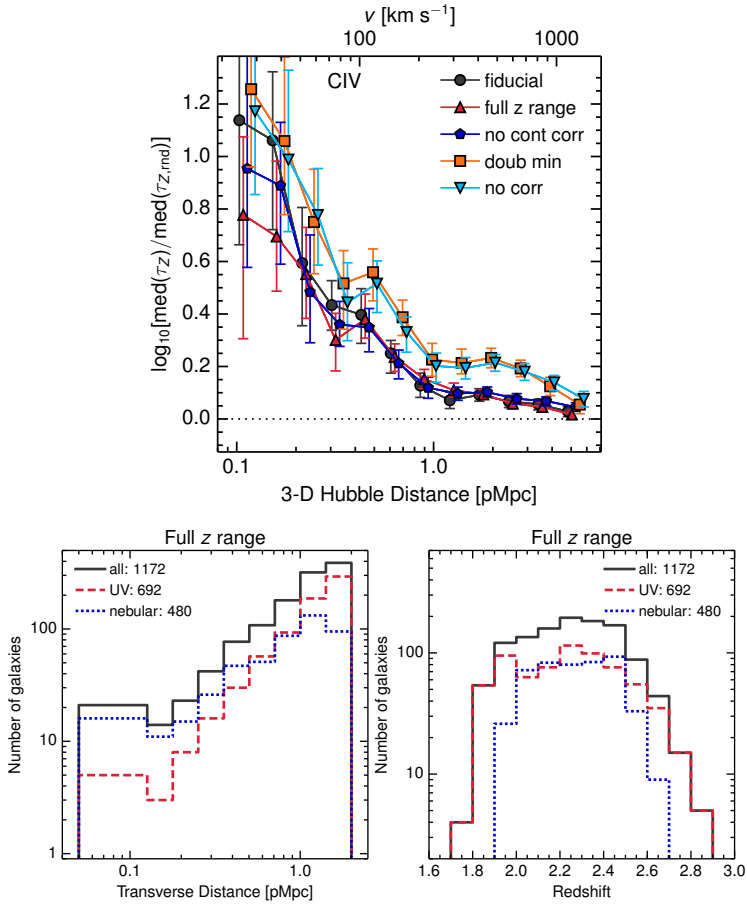 v [km s⁻¹]
100
1000
CIV
fiducial
full z range
no cont corr
doub min
no corr
log₁₀[med(τ_Z)/med(τ_Z,rnd)]
1.2
1.0
0.8
0.6
0.4
0.2
0.0
0.1
1.0
3-D Hubble Distance [pMpc]
Full z range
all: 1172
UV: 692
nebular: 480
Number of galaxies
100
10
1
0.1
1.0
Transverse Distance [pMpc]
Full z range
all: 1172
UV: 692
nebular: 480
Number of galaxies
100
10
1.6
1.8
2.0
2.2
2.4
2.6
2.8
3.0
Redshift